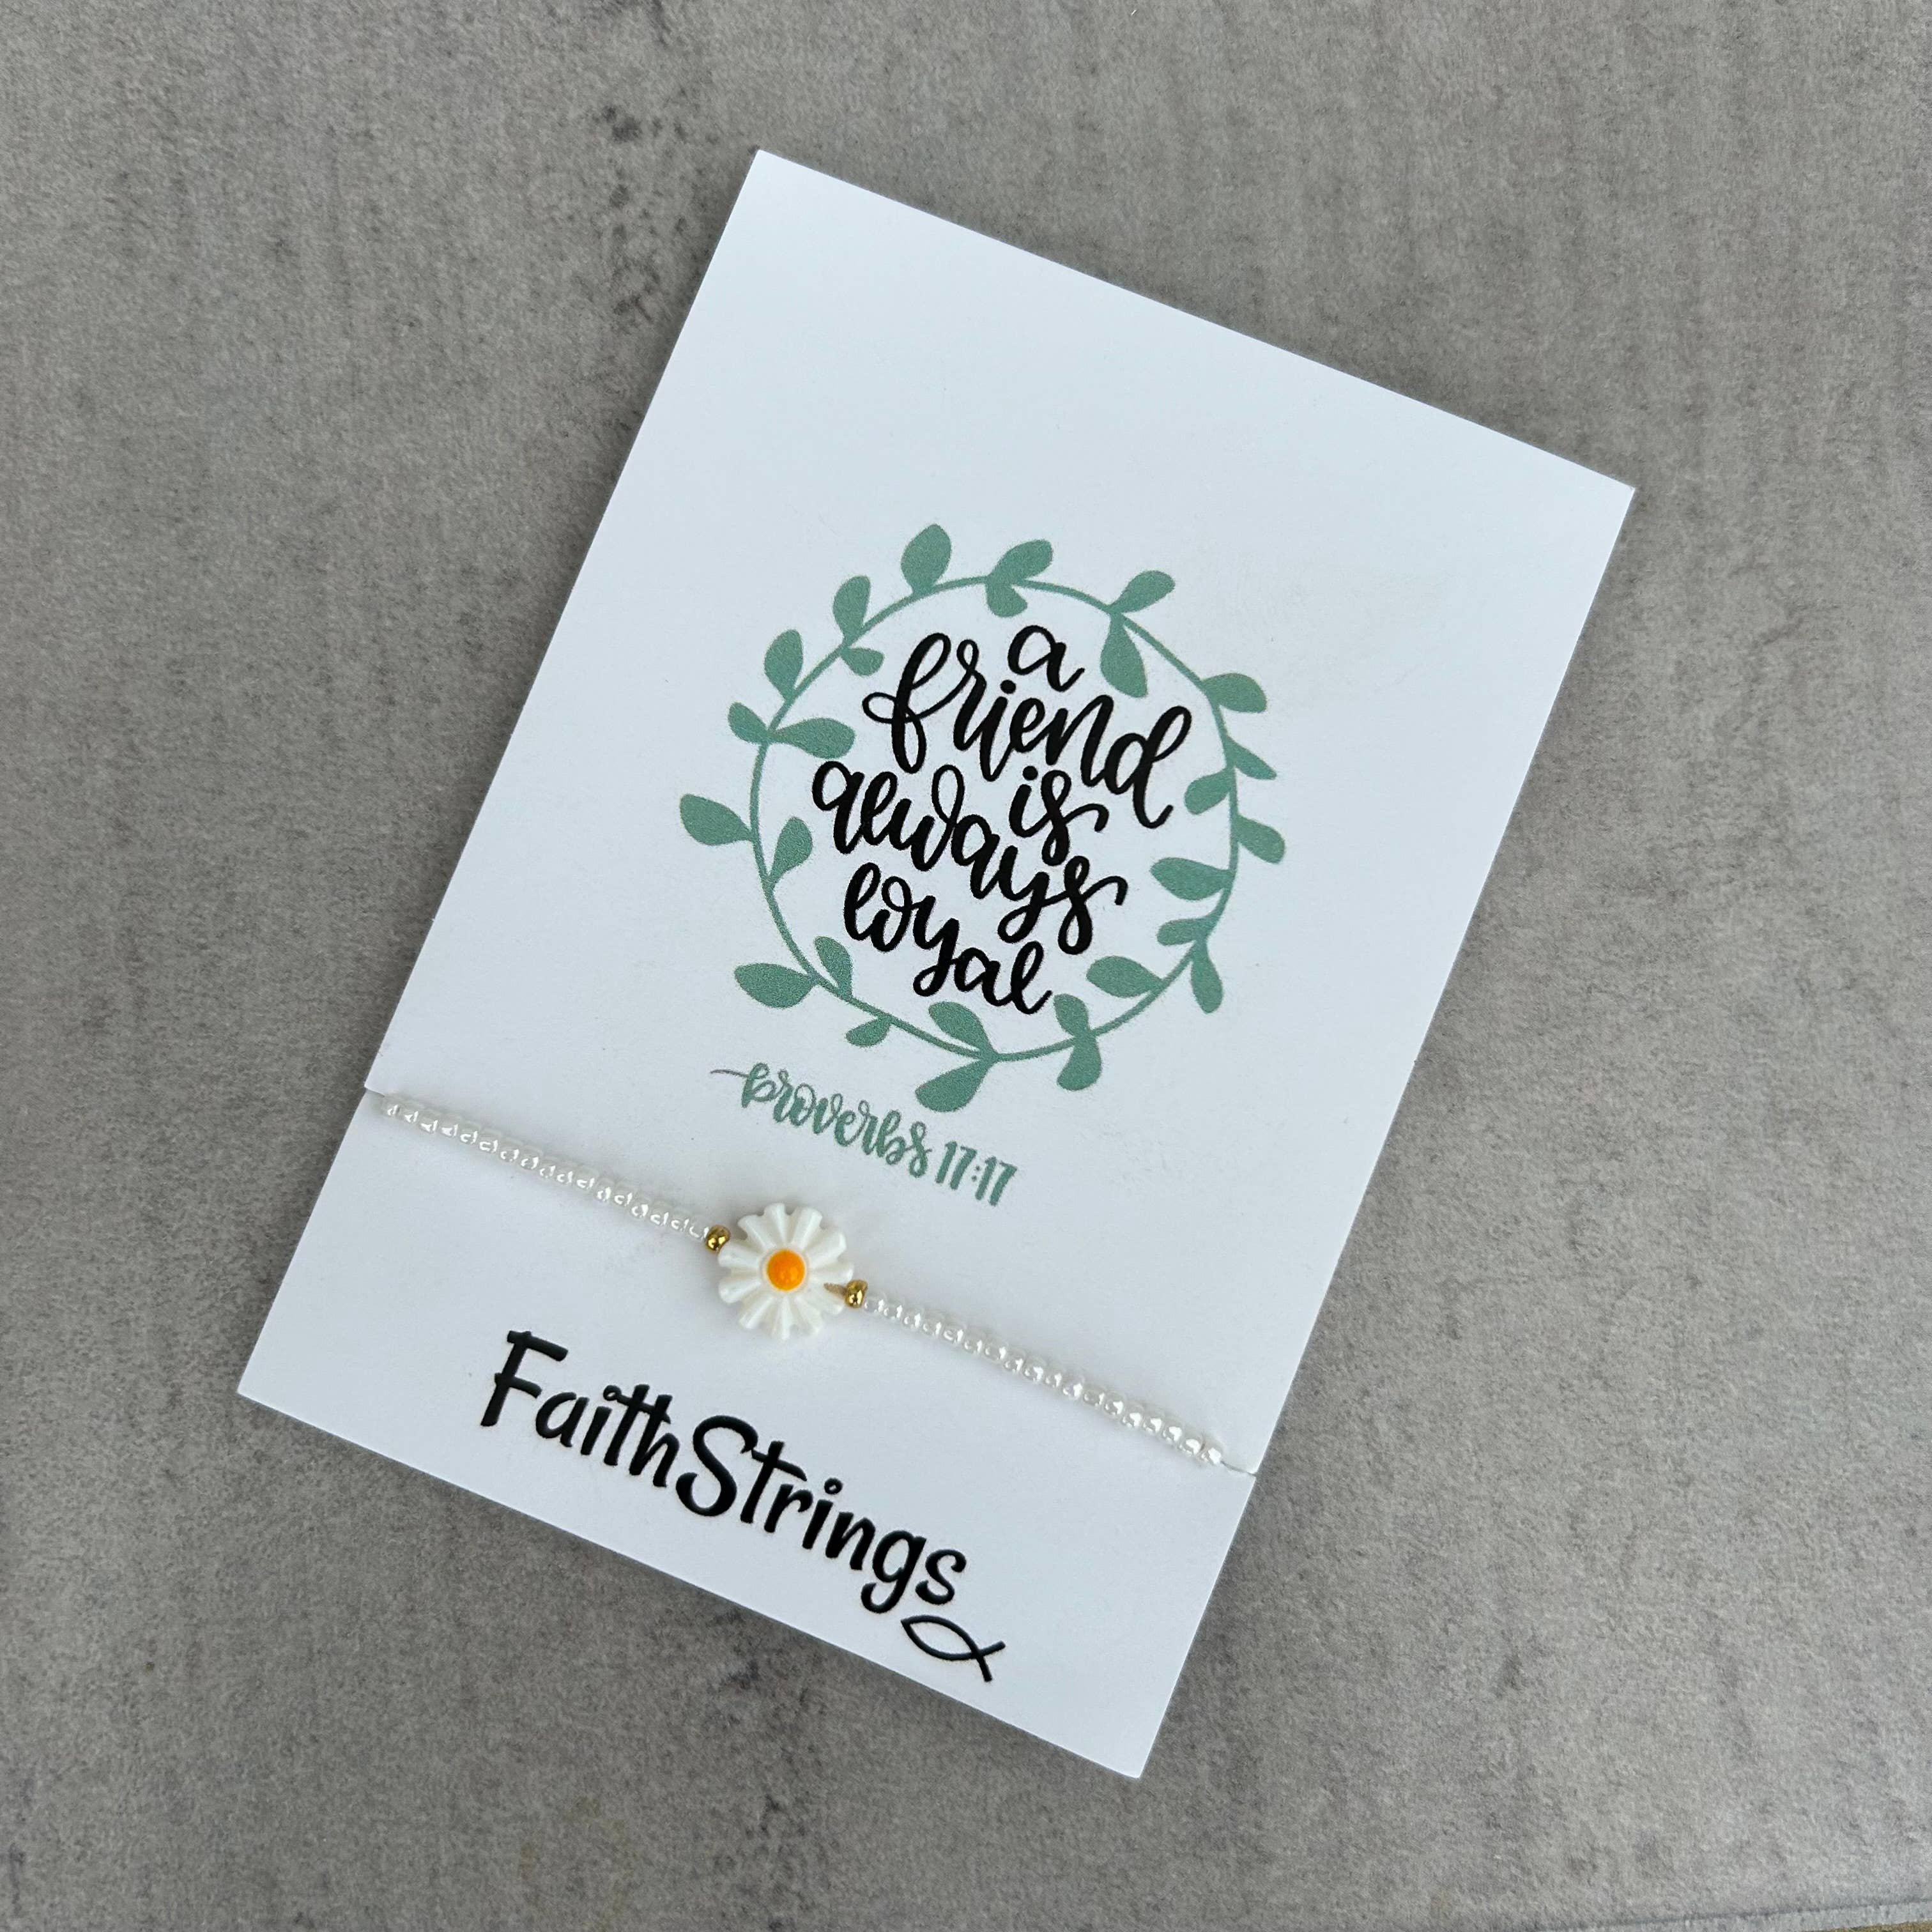 a
friend
is
always
loyal
proverbs 17:17
FaithStrings